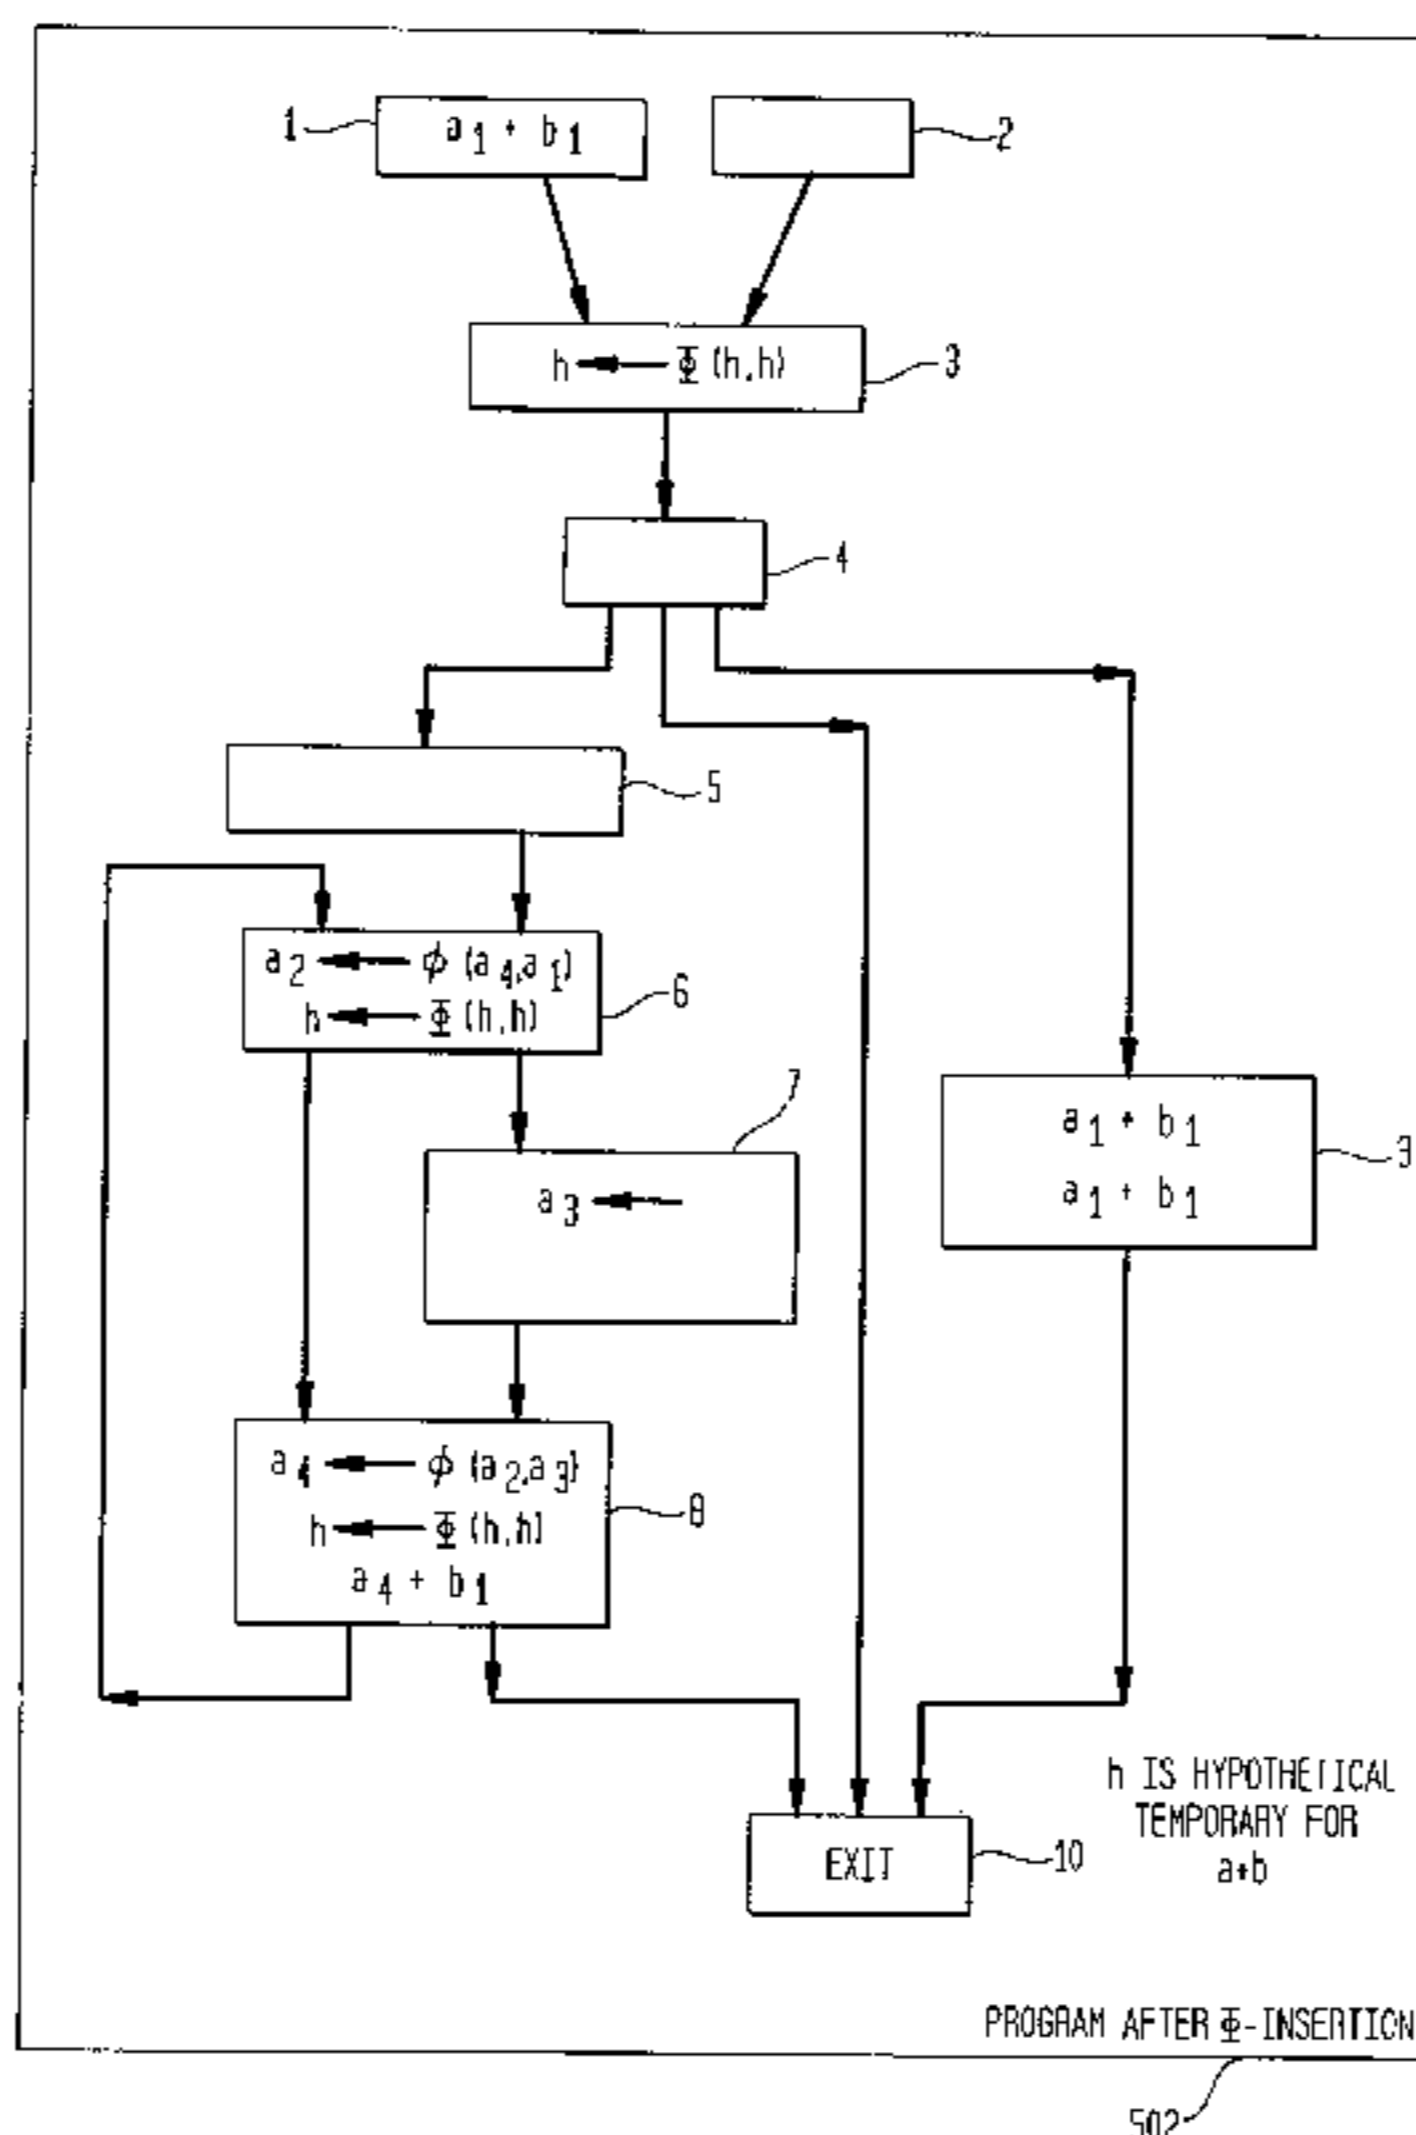 1
a1 + b1
2
h ← Φ (h,h)
3
4
5
a2 ← ϕ (a4,a1)
h ← Φ (h,h)
6
7
a3 ←
a1 + b1
a1 + b1
9
a4 ← ϕ (a2,a3)
h ← Φ (h,h)
a4 + b1
8
h IS HYPOTHETICAL
TEMPORARY FOR
a+b
EXIT
10
PROGRAM AFTER Φ-INSERTION
502